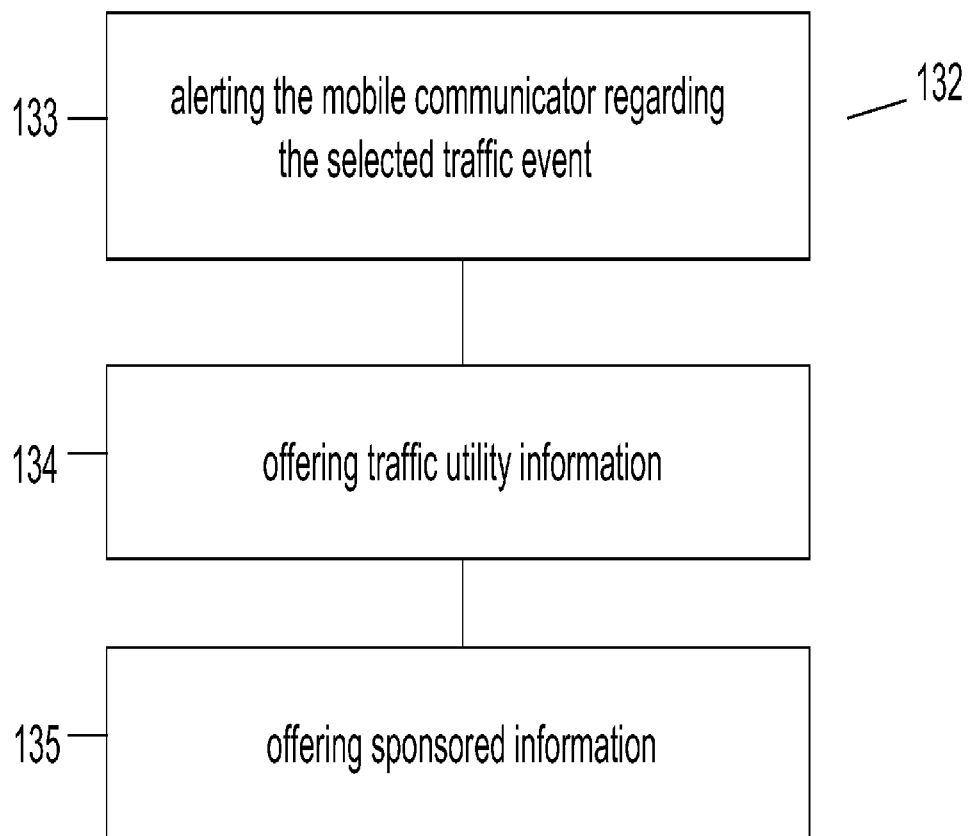 132
133
alerting the mobile communicator regarding
the selected traffic event
134
offering traffic utility information
135
offering sponsored information